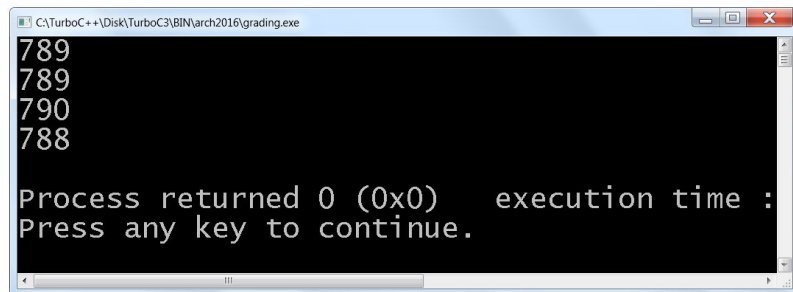 C:\TurboC++\Disk\TurboC3\BIN\arch2016\grading.exe
789
789
790
788
Process returned 0 (0x0) execution time :
Press any key to continue.